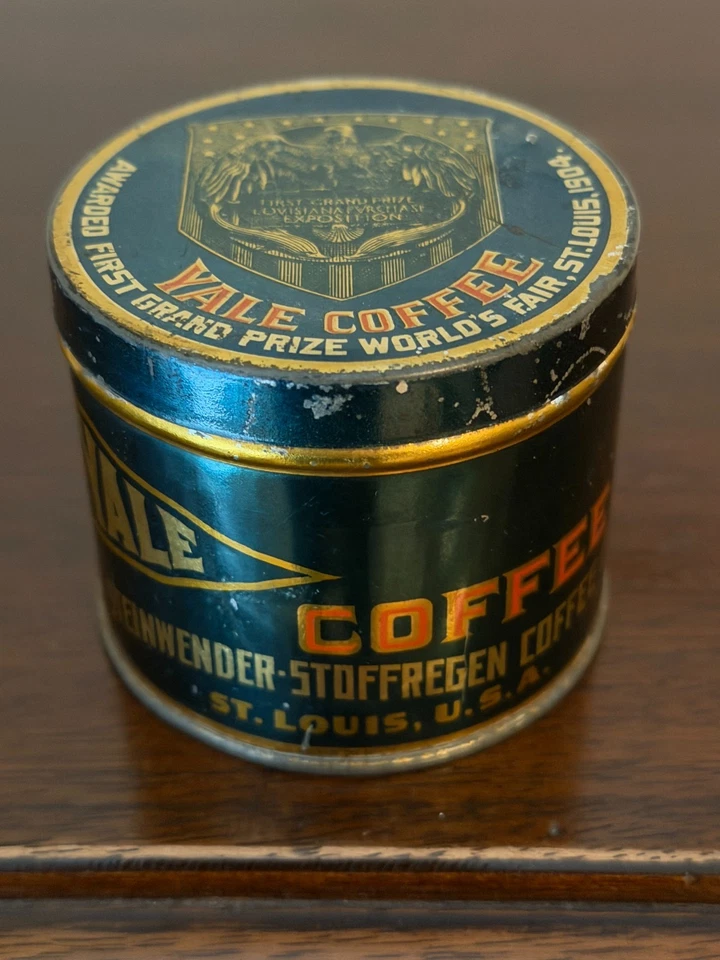 FIRST GRAND PRIZE
LOUISIANA PURCHASE
EXPOSITION
YALE COFFEE
AWARDED FIRST GRAND PRIZE WORLD'S FAIR, ST. LOUIS, 1904.
YALE
COFFEE
STOFFREGEN COFFEE
ST. LOUIS, U.S.A.